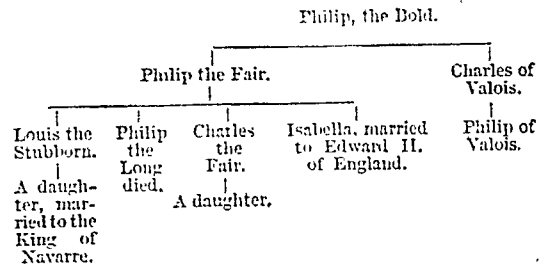 Philip, the Bold.
Philip the Fair.
Charles of
Valois.
Louis the
Stubborn.
Philip
the
Long
died.
Charles
the
Fair.
Isabella, married
to Edward II.
of England.
Philip of
Valois.
A daugh-
ter, mar-
ried to the
King of
Navarre.
A daughter.